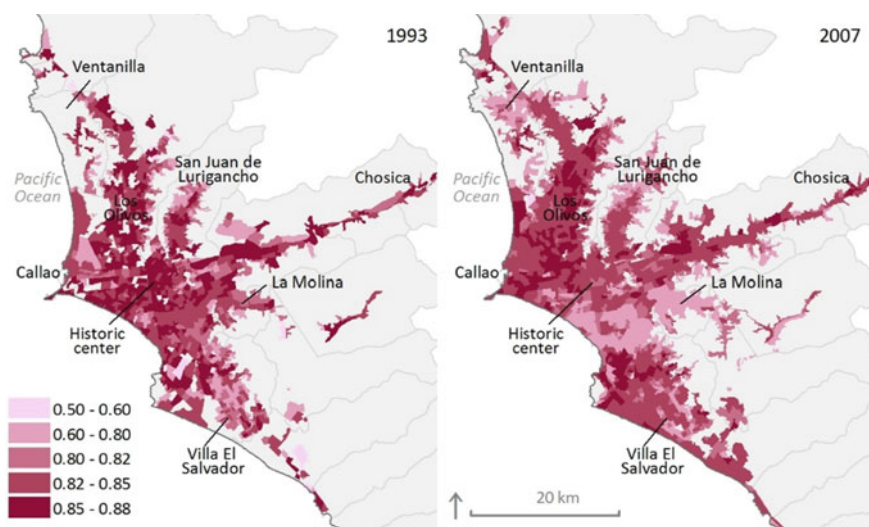 1993
Ventanilla
San Juan de
Lurigancho
Chosica
Pacific
Ocean
Los
Olivos
Callao
La Molina
Historic
center
Villa El
Salvador
0.50 - 0.60
0.60 - 0.80
0.80 - 0.82
0.82 - 0.85
0.85 - 0.88
2007
Ventanilla
San Juan de
Lurigancho
Chosica
Pacific
Ocean
Los
Olivos
Callao
La Molina
Historic
center
Villa El
Salvador
20 km